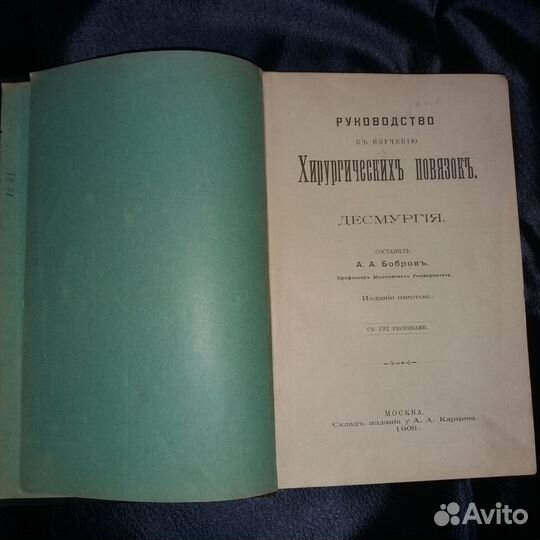 РУКОВОДСТВО
КЪ ИЗУЧЕНІЮ
Хирургическихъ повязокъ.
ДЕСМУРГІЯ.
СОСТАВИЛЪ
А. А. Бобровъ.
Профессоръ Московскаго Университета.
Изданіе шестое.
СЪ 192 РИСУНКАМИ.
МОСКВА.
Складъ изданія у А. А. Карцева.
1908.
Avito